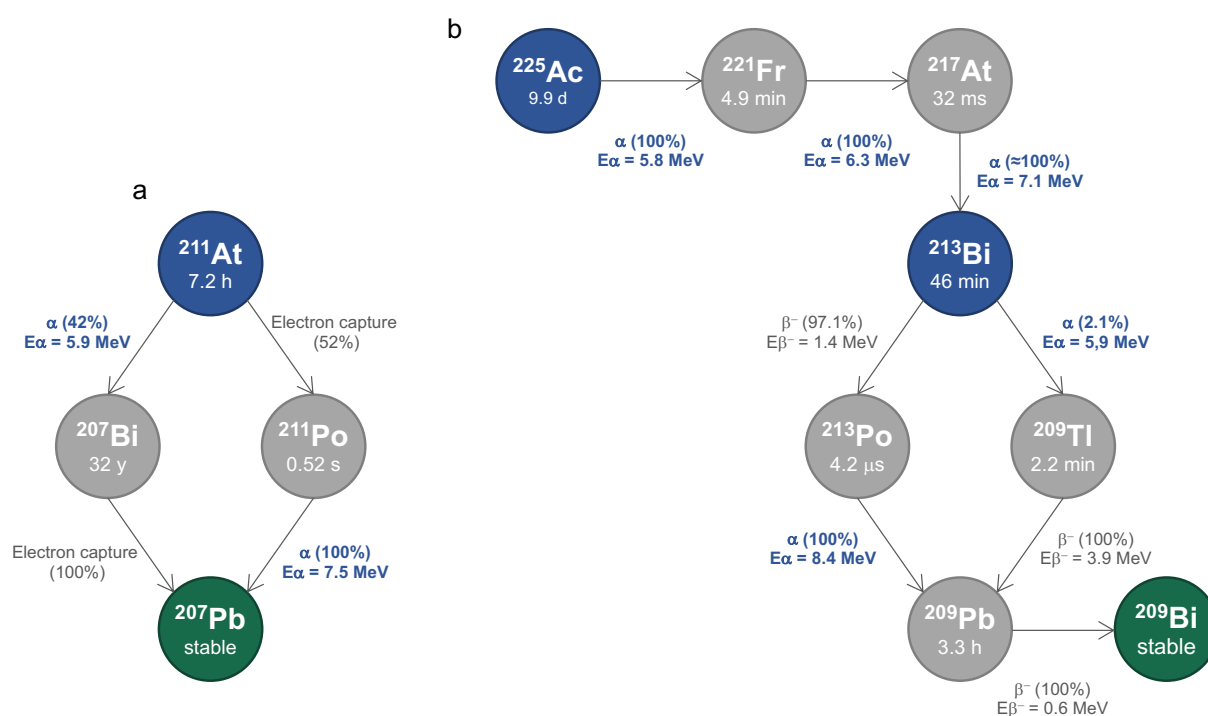 a
²¹¹At
7.2 h
α (42%)
Eα = 5.9 MeV
Electron capture
(52%)
²⁰⁷Bi
32 y
²¹¹Po
0.52 s
Electron capture
(100%)
α (100%)
Eα = 7.5 MeV
²⁰⁷Pb
stable
b
²²⁵Ac
9.9 d
²²¹Fr
4.9 min
²¹⁷At
32 ms
α (100%)
Eα = 5.8 MeV
α (100%)
Eα = 6.3 MeV
α (≈100%)
Eα = 7.1 MeV
²¹³Bi
46 min
β⁻ (97.1%)
Eβ⁻ = 1.4 MeV
α (2.1%)
Eα = 5,9 MeV
²¹³Po
4.2 μs
²⁰⁹Tl
2.2 min
α (100%)
Eα = 8.4 MeV
β⁻ (100%)
Eβ⁻ = 3.9 MeV
²⁰⁹Pb
3.3 h
²⁰⁹Bi
stable
β⁻ (100%)
Eβ⁻ = 0.6 MeV